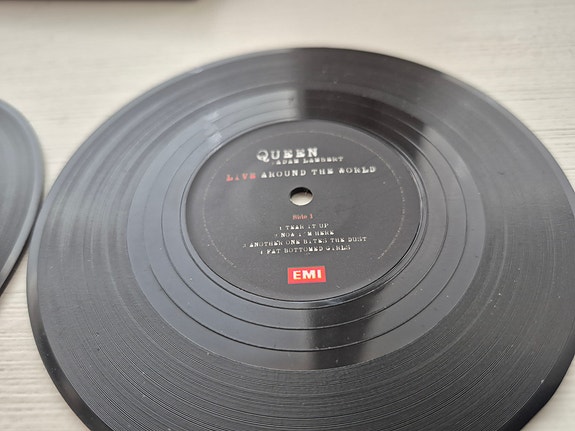 QUEEN
+ADAM LAMBERT
LIVE AROUND THE WORLD
Side 1
1 TEAR IT UP
2 NOW I'M HERE
3 ANOTHER ONE BITES THE DUST
4 FAT BOTTOMED GIRLS
EMI